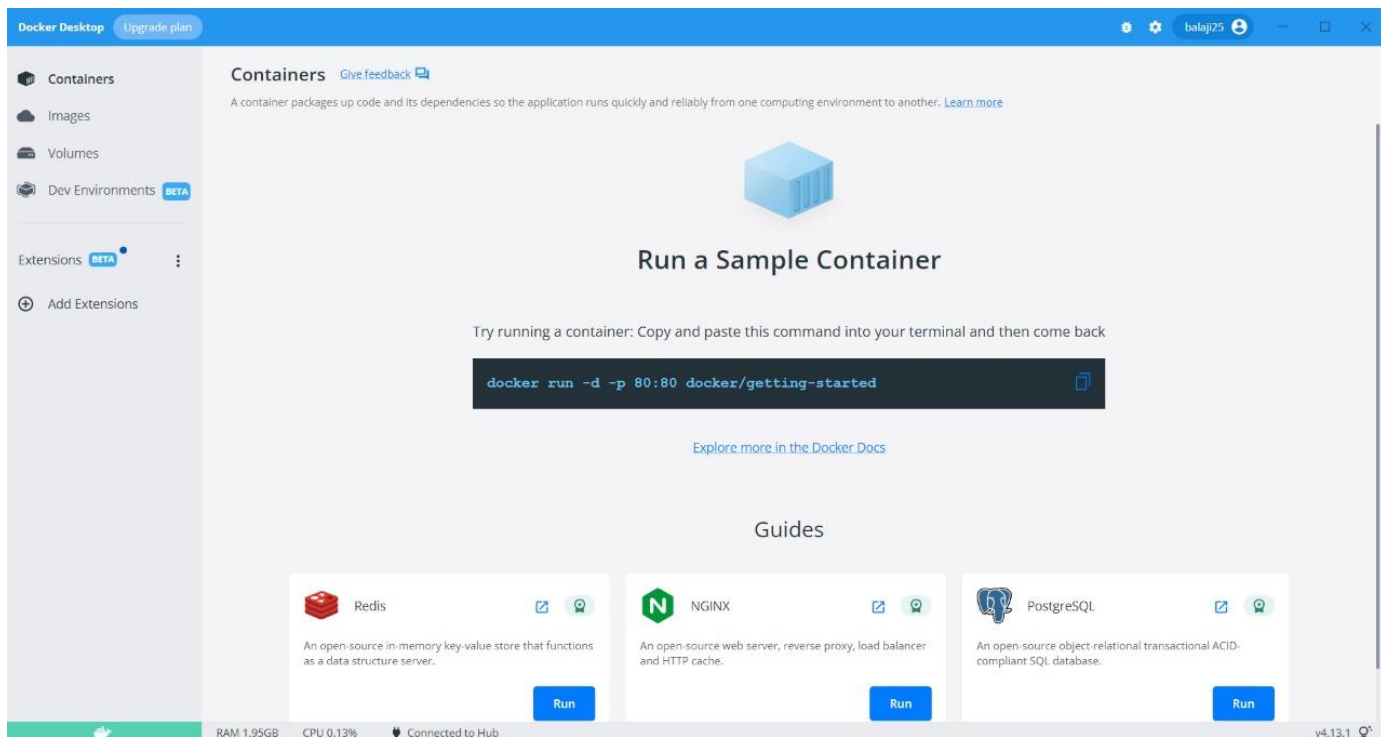 Docker Desktop Upgrade plan balaji25
Containers
Images
Volumes
Dev Environments BETA
Extensions BETA
Add Extensions
Containers Give feedback
A container packages up code and its dependencies so the application runs quickly and reliably from one computing environment to another. Learn more
Run a Sample Container
Try running a container: Copy and paste this command into your terminal and then come back
docker run -d -p 80:80 docker/getting-started
Explore more in the Docker Docs
Guides
Redis
An open-source in-memory key-value store that functions
as a data structure server.
Run
NGINX
An open-source web server, reverse proxy, load balancer
and HTTP cache.
Run
PostgreSQL
An open-source object-relational transactional ACID-
compliant SQL database.
Run
RAM 1.95GB CPU 0.13% Connected to Hub v4.13.1